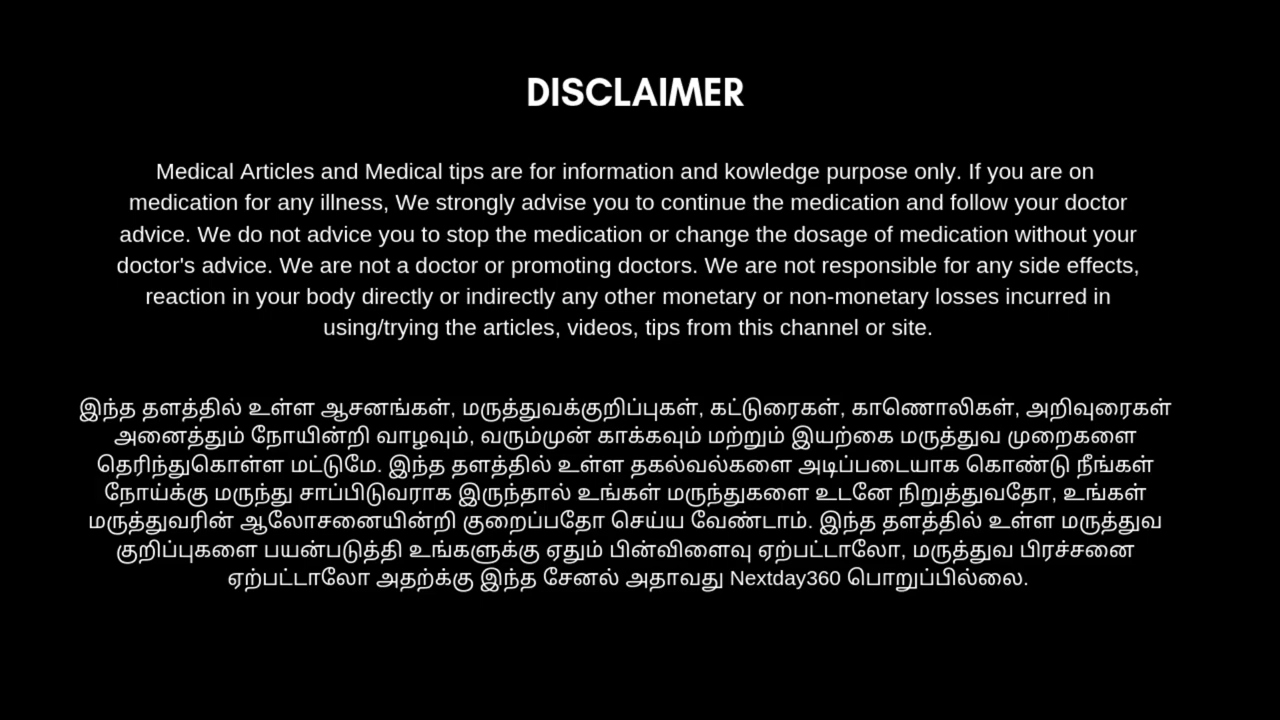 DISCLAIMER
Medical Articles and Medical tips are for information and kowledge purpose only. If you are on
medication for any illness, We strongly advise you to continue the medication and follow your doctor
advice. We do not advice you to stop the medication or change the dosage of medication without your
doctor's advice. We are not a doctor or promoting doctors. We are not responsible for any side effects,
reaction in your body directly or indirectly any other monetary or non-monetary losses incurred in
using/trying the articles, videos, tips from this channel or site.
இந்த தளத்தில் உள்ள ஆசனங்கள், மருத்துவக்குறிப்புகள், கட்டுரைகள், காணொலிகள், அறிவுரைகள்
அனைத்தும் நோயின்றி வாழவும், வரும்முன் காக்கவும் மற்றும் இயற்கை மருத்துவ முறைகளை
தெரிந்துகொள்ள மட்டுமே. இந்த தளத்தில் உள்ள தகல்வல்களை அடிப்படையாக கொண்டு நீங்கள்
நோய்க்கு மருந்து சாப்பிடுவராக இருந்தால் உங்கள் மருந்துகளை உடனே நிறுத்துவதோ, உங்கள்
மருத்துவரின் ஆலோசனையின்றி குறைப்பதோ செய்ய வேண்டாம். இந்த தளத்தில் உள்ள மருத்துவ
குறிப்புகளை பயன்படுத்தி உங்களுக்கு ஏதும் பின்விளைவு ஏற்பட்டாலோ, மருத்துவ பிரச்சனை
ஏற்பட்டாலோ அதற்க்கு இந்த சேனல் அதாவது Nextday360 பொறுப்பில்லை.